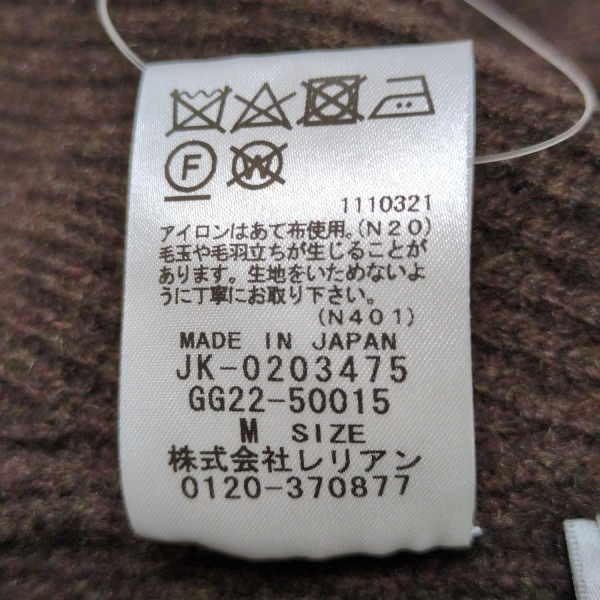 F
W
1110321
アイロンはあて布使用。(N20)
毛玉や毛羽立ちが生じることが
あります。生地をいためないよ
うに丁寧にお取り下さい。
(N401)
MADE IN JAPAN
JK-0203475
GG22-50015
M SIZE
株式会社レリアン
0120-370877